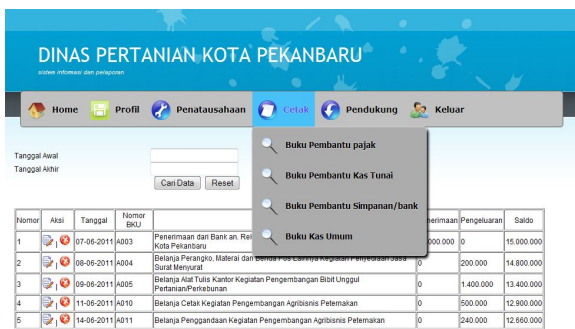 DINAS PERTANIAN KOTA PEKANBARU
sistem informasi dan pelaporan
Home Profil Penatausahaan Cetak Pendukung Keluar
Buku Pembantu pajak
Buku Pembantu Kas Tunai
Buku Pembantu Simpanan/bank
Buku Kas Umum
Tanggal Awal
Tanggal Akhir
Cari Data Reset
Nomor Aksi Tanggal Nomor BKU Pengeluaran Saldo
1 07-06-2011 A003 Penerimaan dari Bank an.
Kota Pekanbaru 0 15.000.000
2 08-06-2011 A004 Belanja Perangko, Materai dan Benda Pos Lainnya Kegiatan Penyediaan Jasa
Surat Menyurat 0 200.000 14.800.000
3 09-06-2011 A005 Belanja Alat Tulis Kantor Kegiatan Pengembangan Bibit Unggul
Pertanian/Perkebunan 0 1.400.000 13.400.000
4 11-06-2011 A010 Belanja Cetak Kegiatan Pengembangan Agribisnis Peternakan 0 500.000 12.900.000
5 14-06-2011 A011 Belanja Penggandaan Kegiatan Pengembangan Agribisnis Peternakan 0 240.000 12.660.000